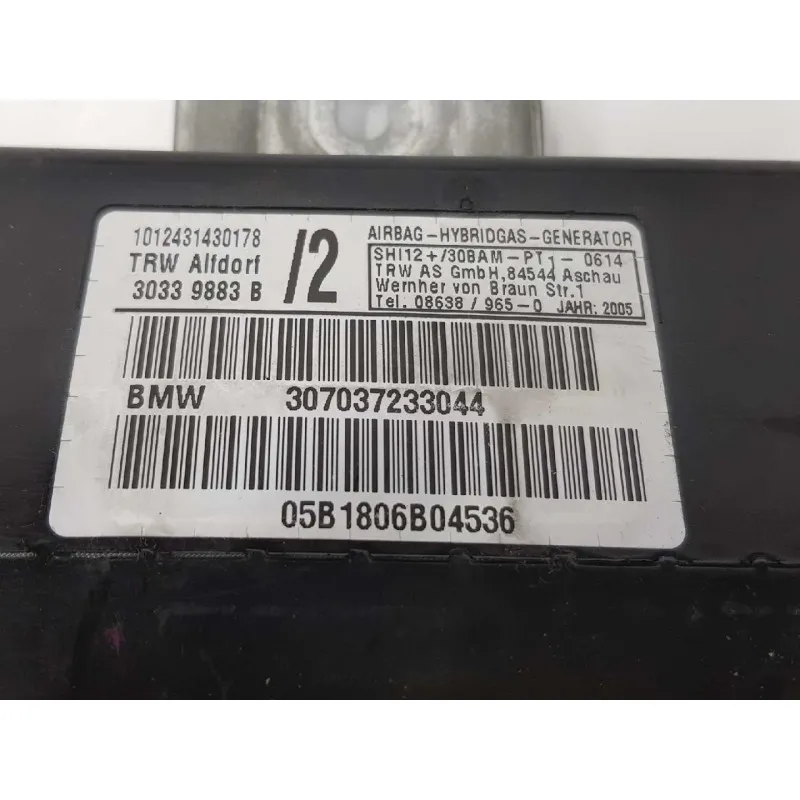 1012431430178
TRW Alfdorf
3033 9883 B
/2
AIRBAG-HYBRIDGAS-GENERATOR
SHI12+/30BAM-PT1- 0614
TRW AS GmbH,84544 Aschau
Wernher von Braun Str.1
Tel. 08638 / 965-0 JAHR: 2005
BMW 307037233044
05B1806B04536